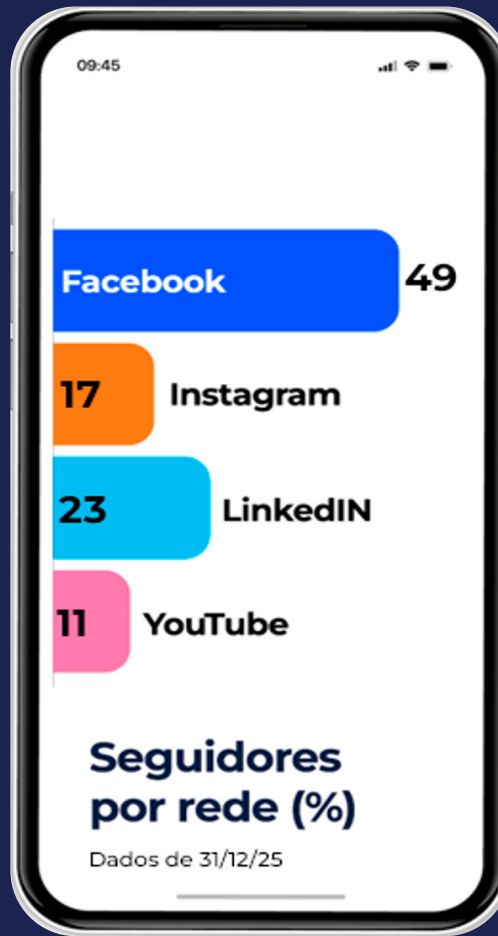 09:45
Facebook 49
17 Instagram
23 LinkedIN
11 YouTube
Seguidores
por rede (%)
Dados de 31/12/25